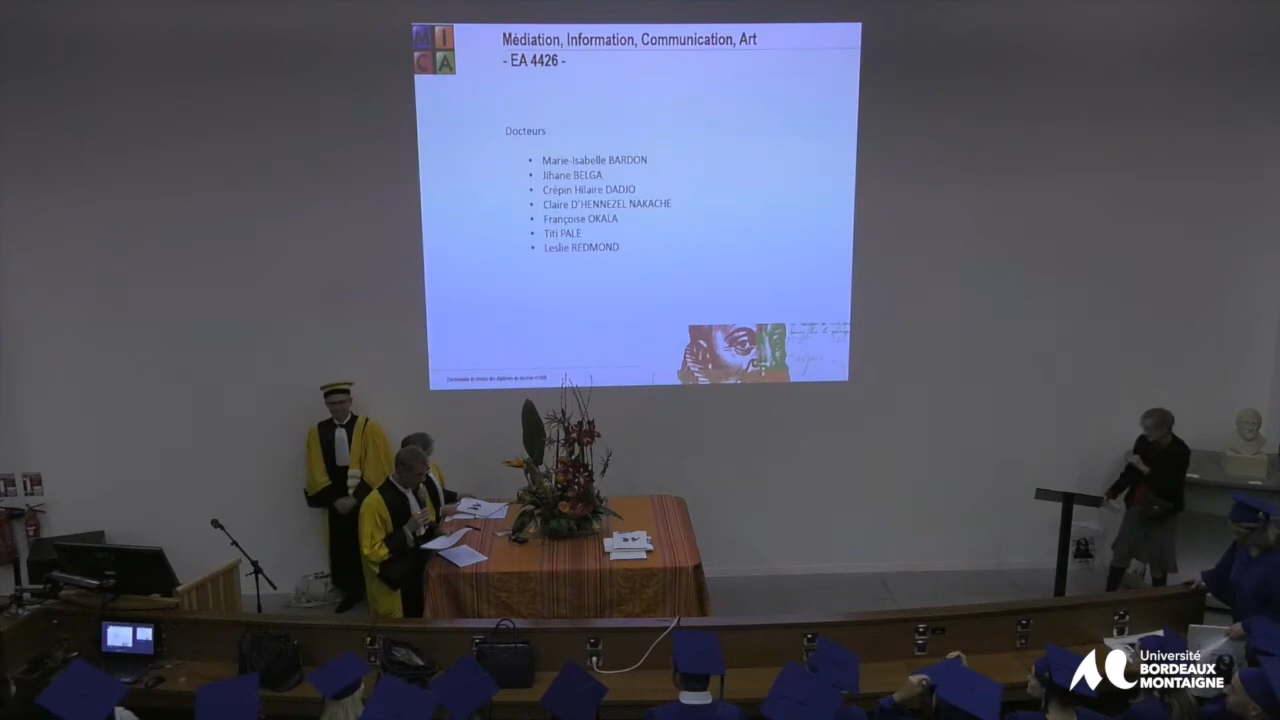 MICA
Médiation, Information, Communication, Art
- EA 4426 -
Docteurs
• Marie-Isabelle BARDON
• Jihane BELGA
• Crépin Hilaire DADJO
• Claire D'HENNEZEL NAKACHE
• Françoise OKALA
• Titi PALE
• Leslie REDMOND
Université
BORDEAUX
MONTAIGNE